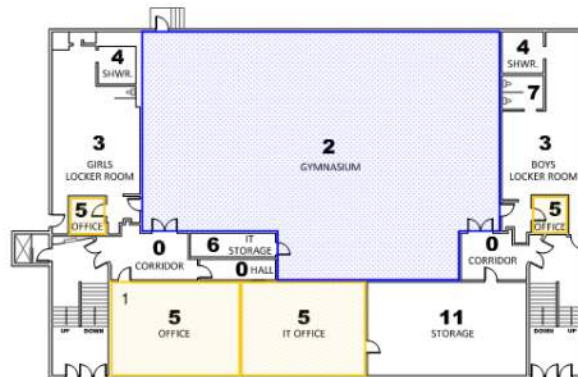 4
SHWR.
4
SHWR.
7
2
GYMNASIUM
3
GIRLS
LOCKER ROOM
3
BOYS
LOCKER ROOM
5
OFFICE
5
OFFICE
0
CORRIDOR
6
IT
STORAGE
0 HALL
0
CORRIDOR
1
5
OFFICE
5
IT OFFICE
11
STORAGE
UP
DOWN
DOWN
UP